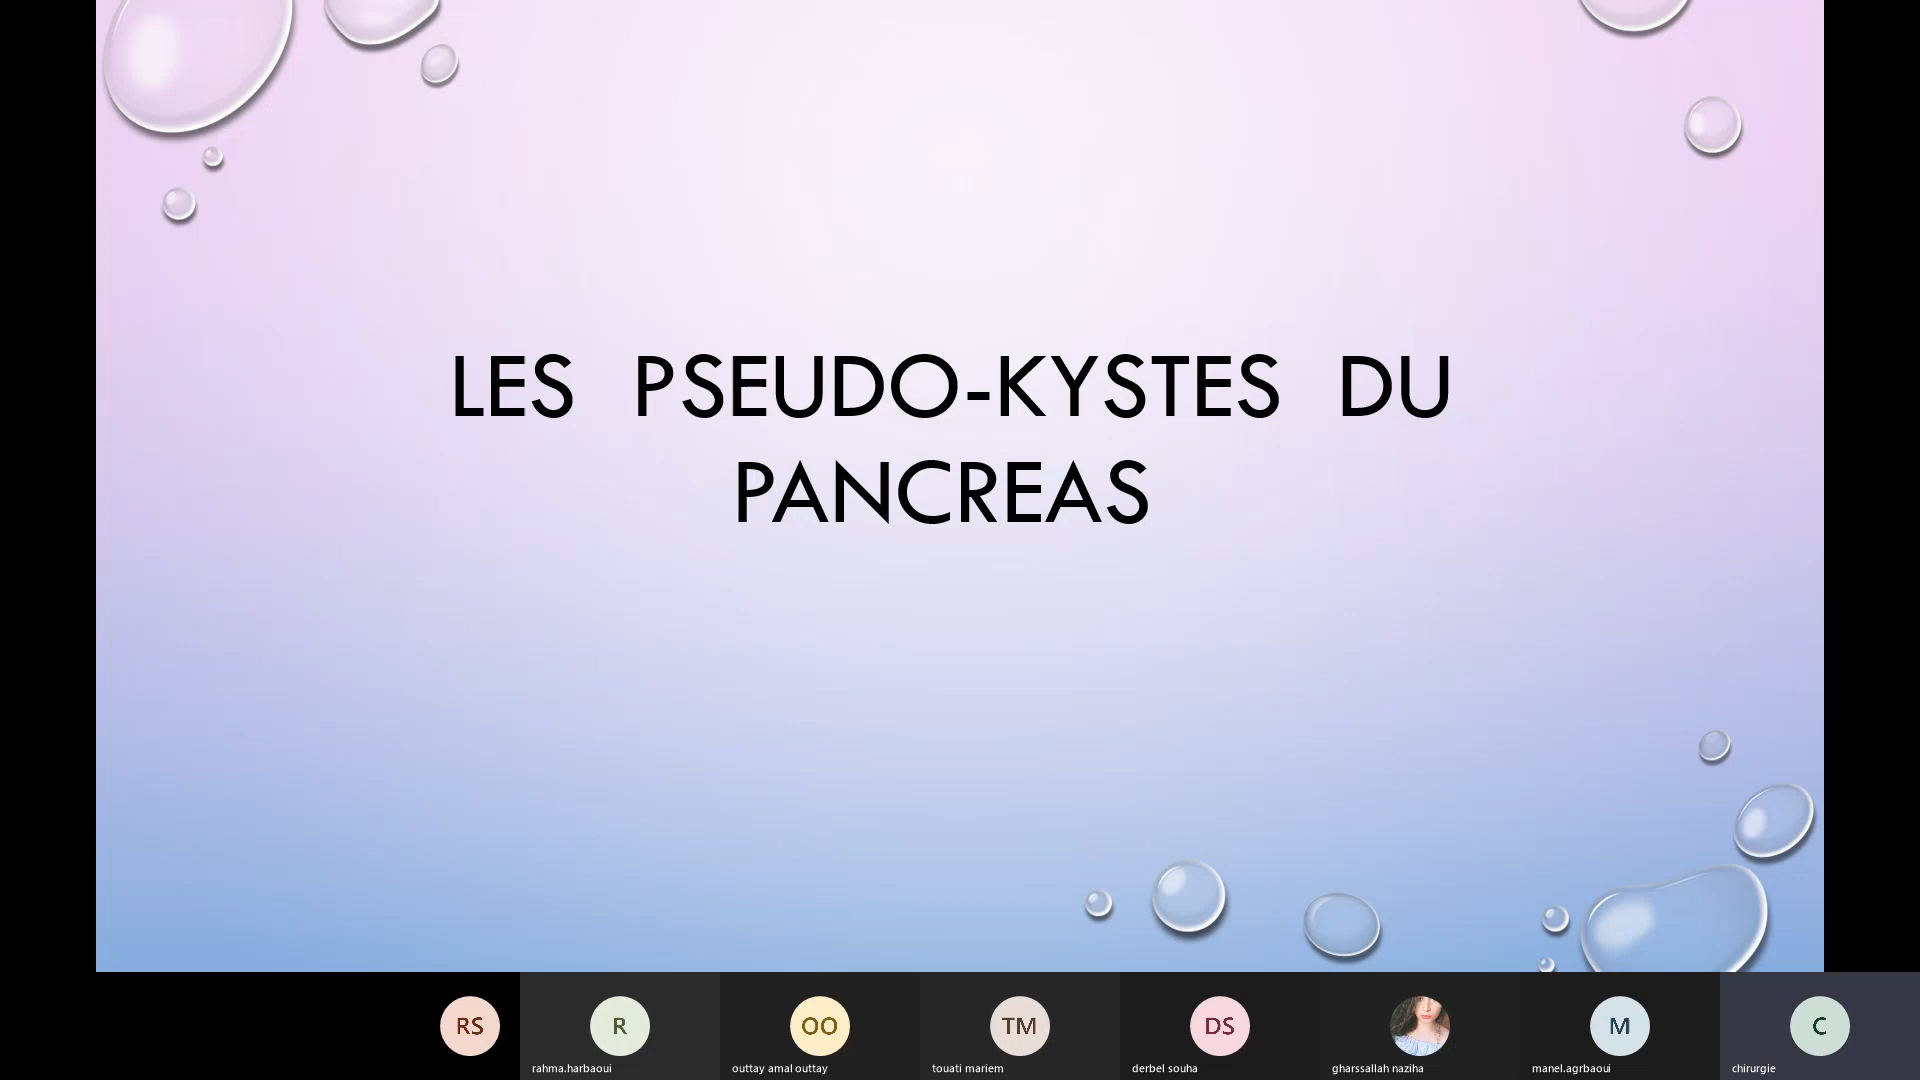 LES PSEUDO-KYSTES DU
PANCREAS
RS
R
OO
TM
DS
M
C
rahma.harbaoui
outtay amal outtay
touati mariem
derbel souha
gharssallah naziha
manel.agrbaoui
chirurgie